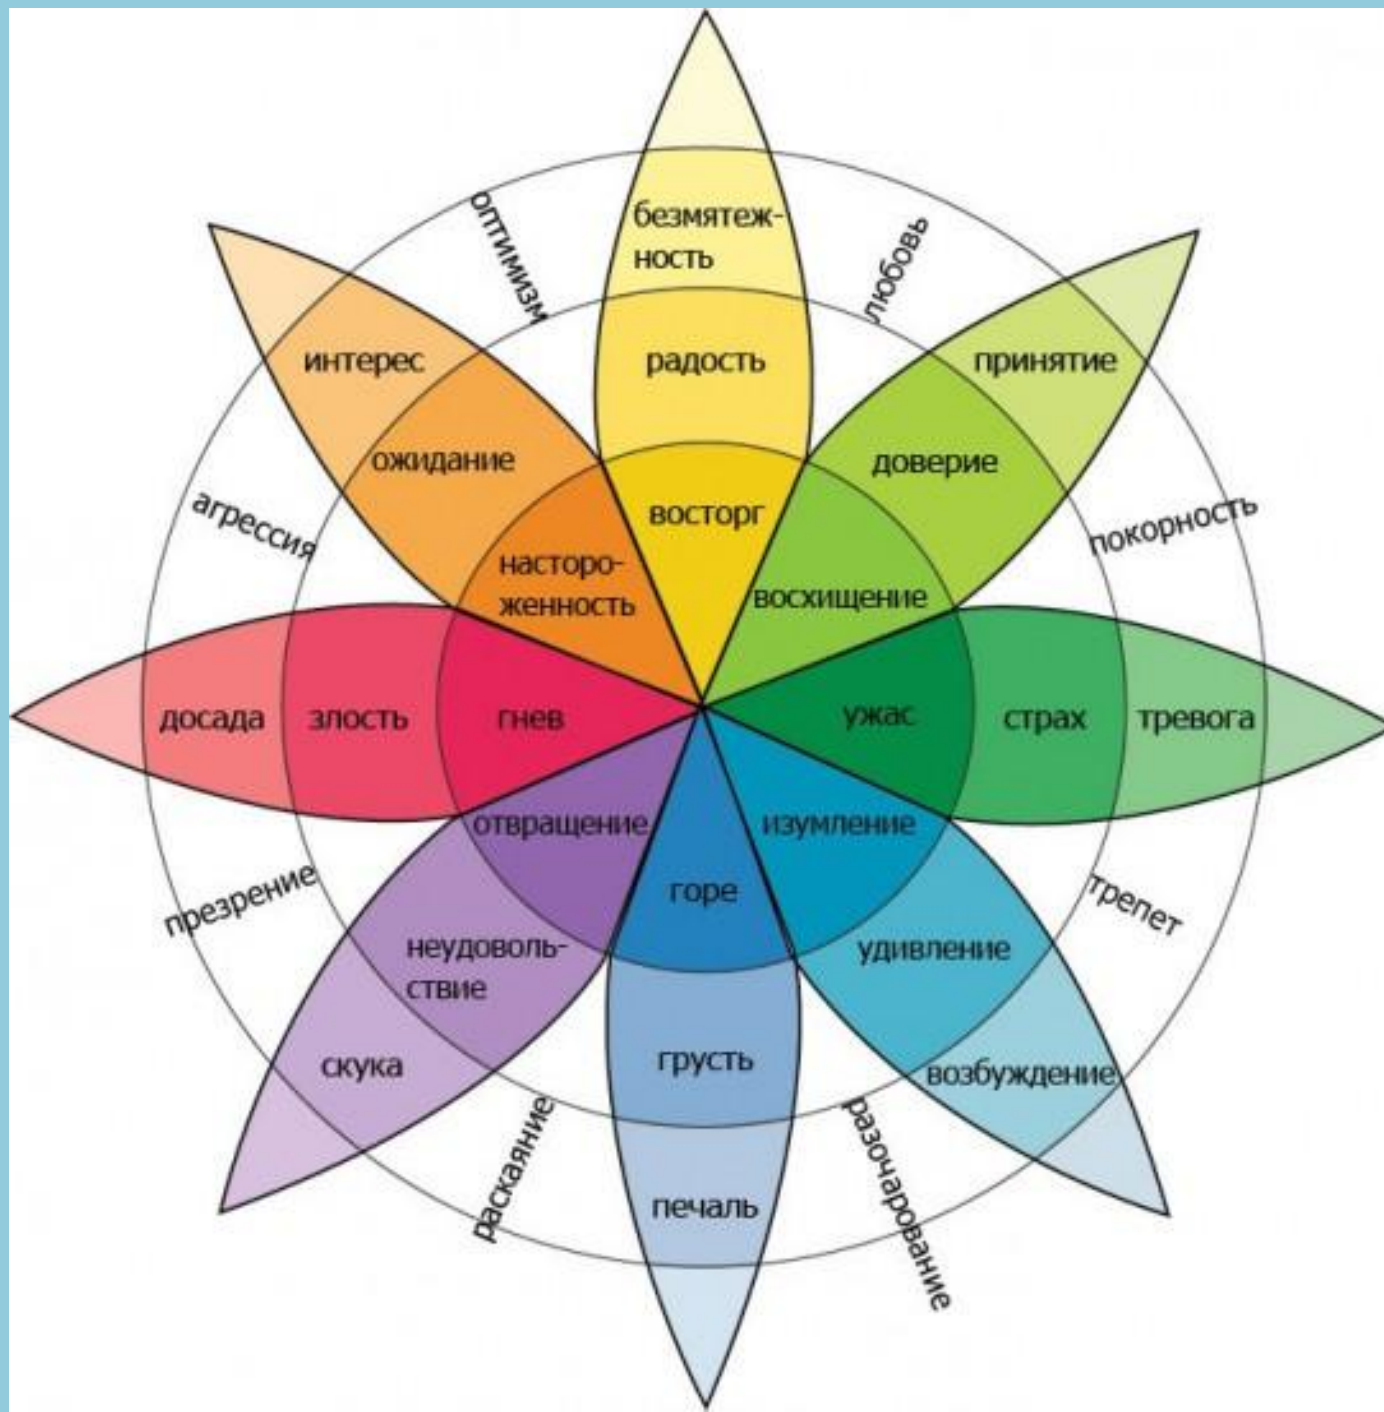 оптимизм
безмятеж-
ность
любовь
интерес
радость
принятие
ожидание
доверие
агрессия
восторг
покорность
насторо-
женность
восхищение
досада
злость
гнев
ужас
страх
тревога
отвращение
изумление
презрение
горе
трепет
неудоволь-
ствие
удивление
скука
грусть
возбуждение
раскаяние
печаль
разочарование